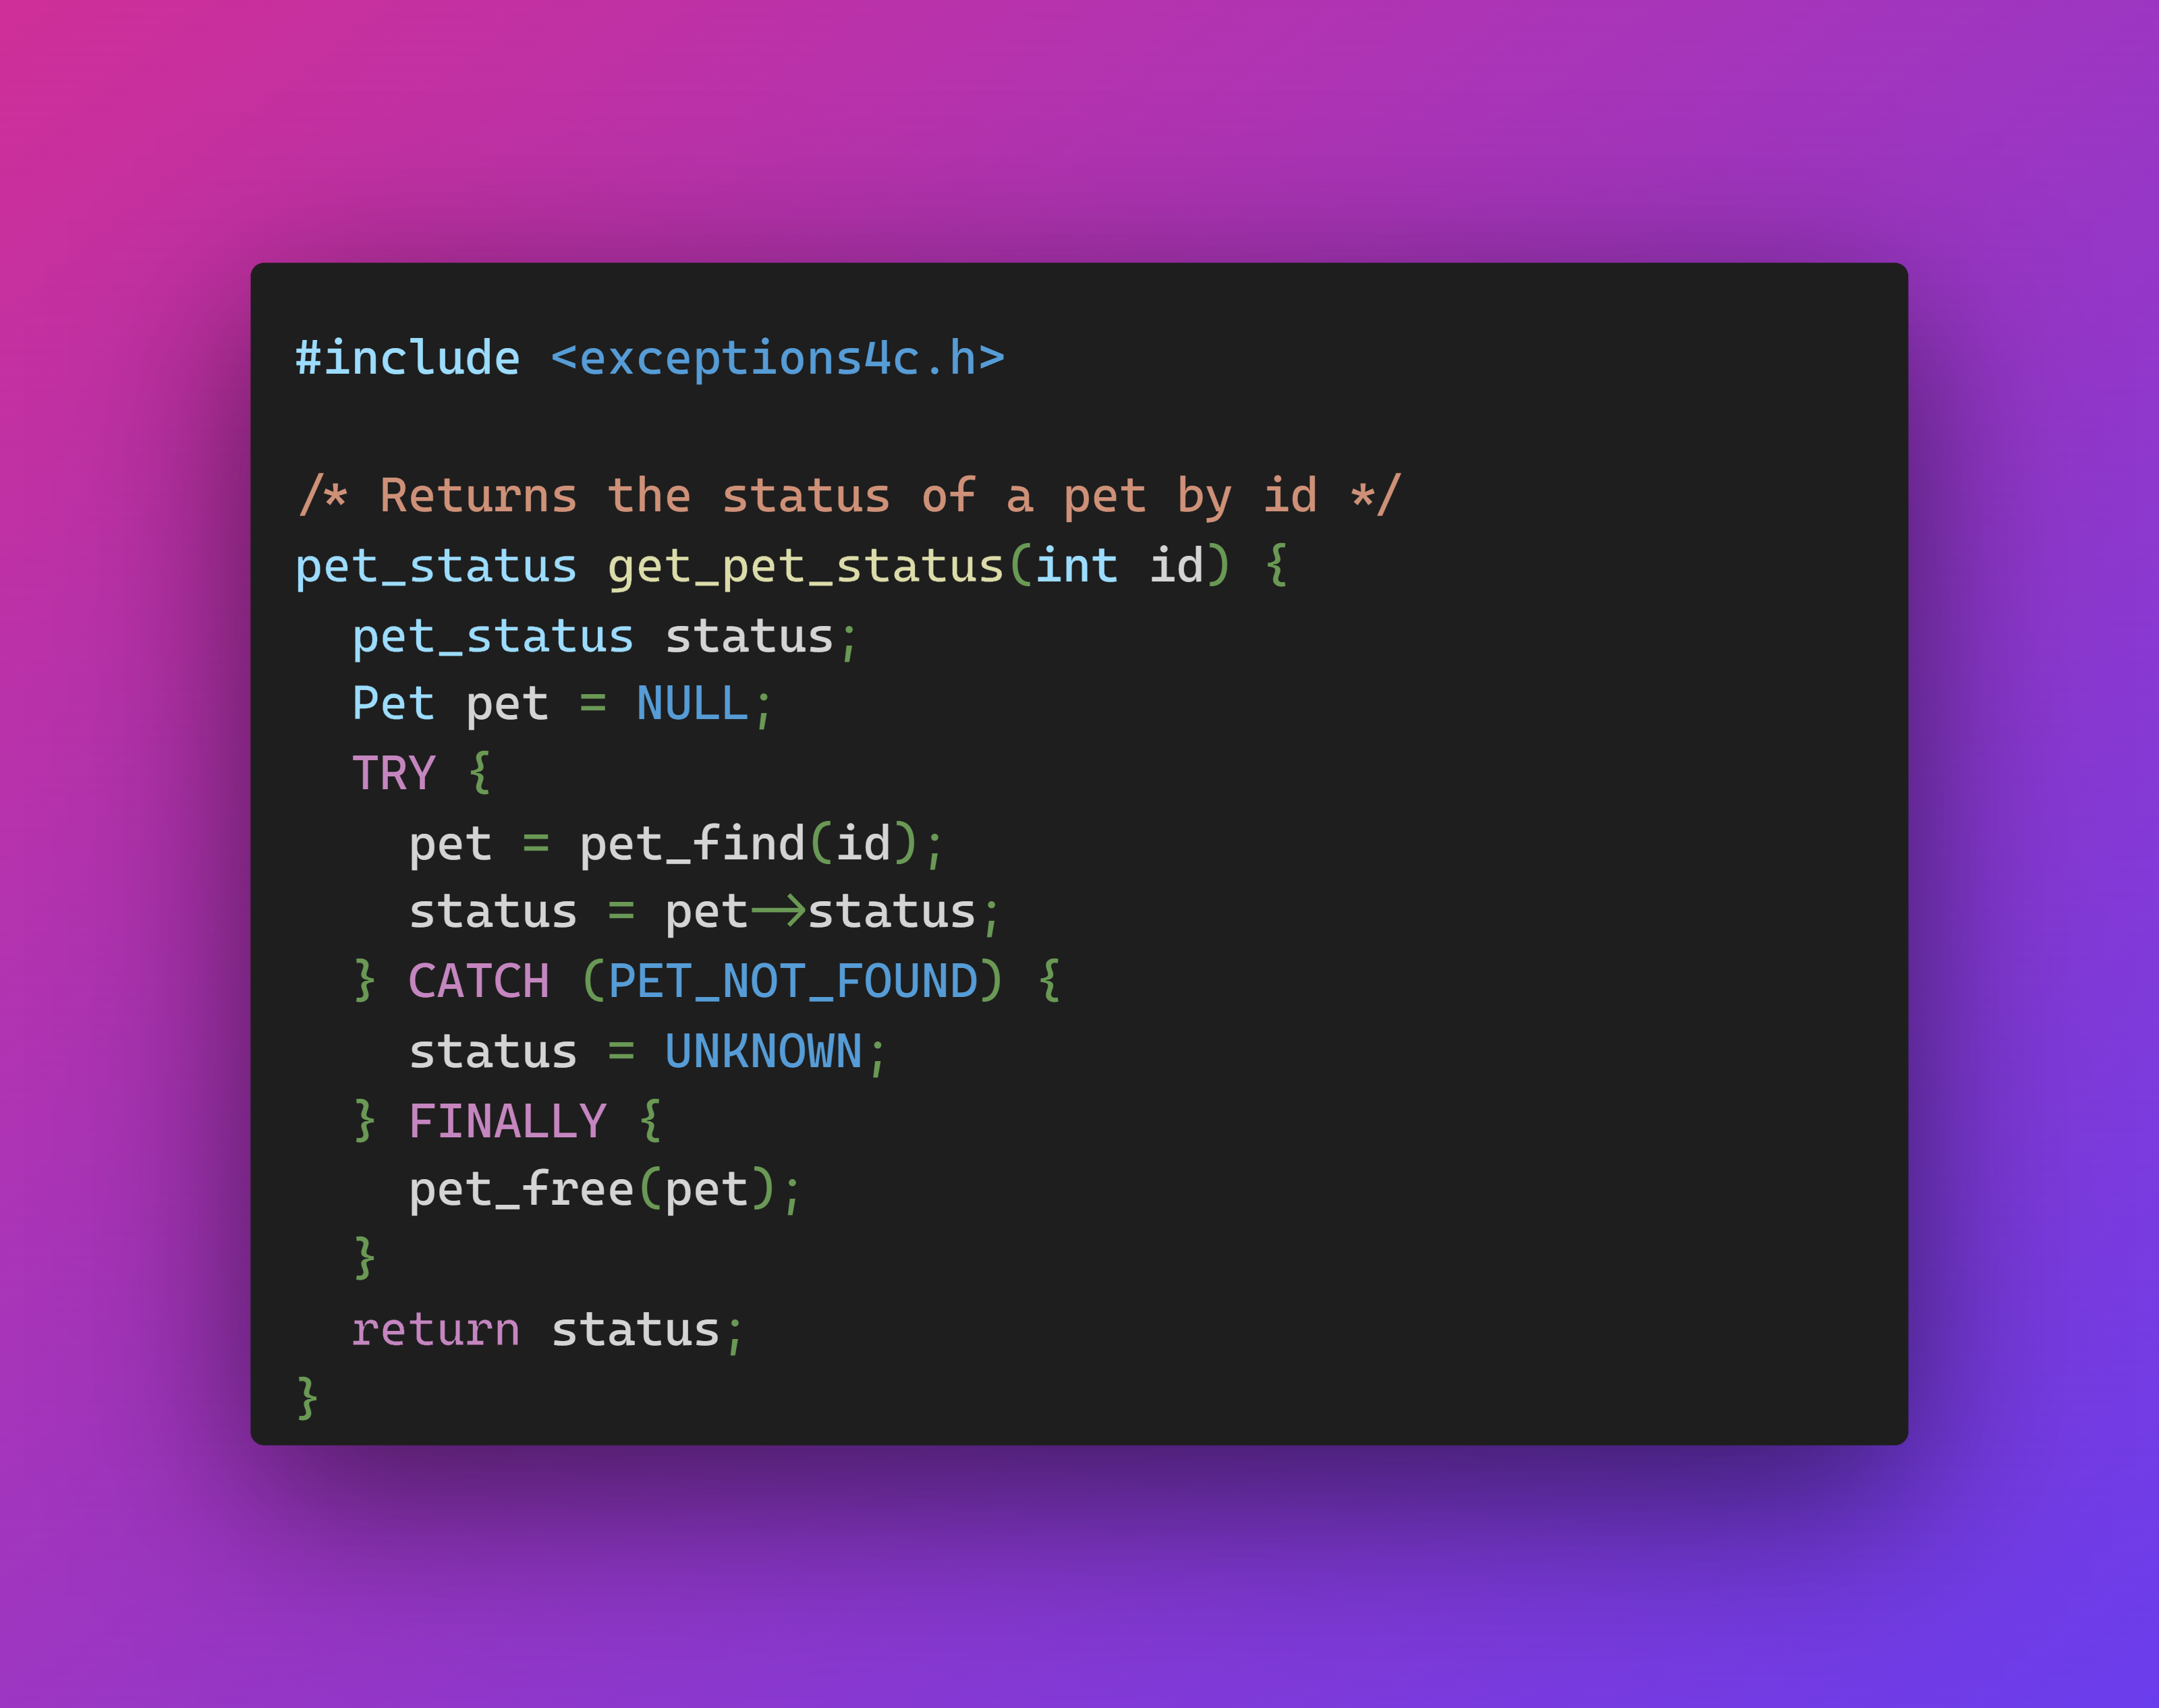 #include <exceptions4c.h>

/* Returns the status of a pet by id */
pet_status get_pet_status(int id) {
  pet_status status;
  Pet pet = NULL;
  TRY {
    pet = pet_find(id);
    status = pet->status;
  } CATCH (PET_NOT_FOUND) {
    status = UNKNOWN;
  } FINALLY {
    pet_free(pet);
  }
  return status;
}